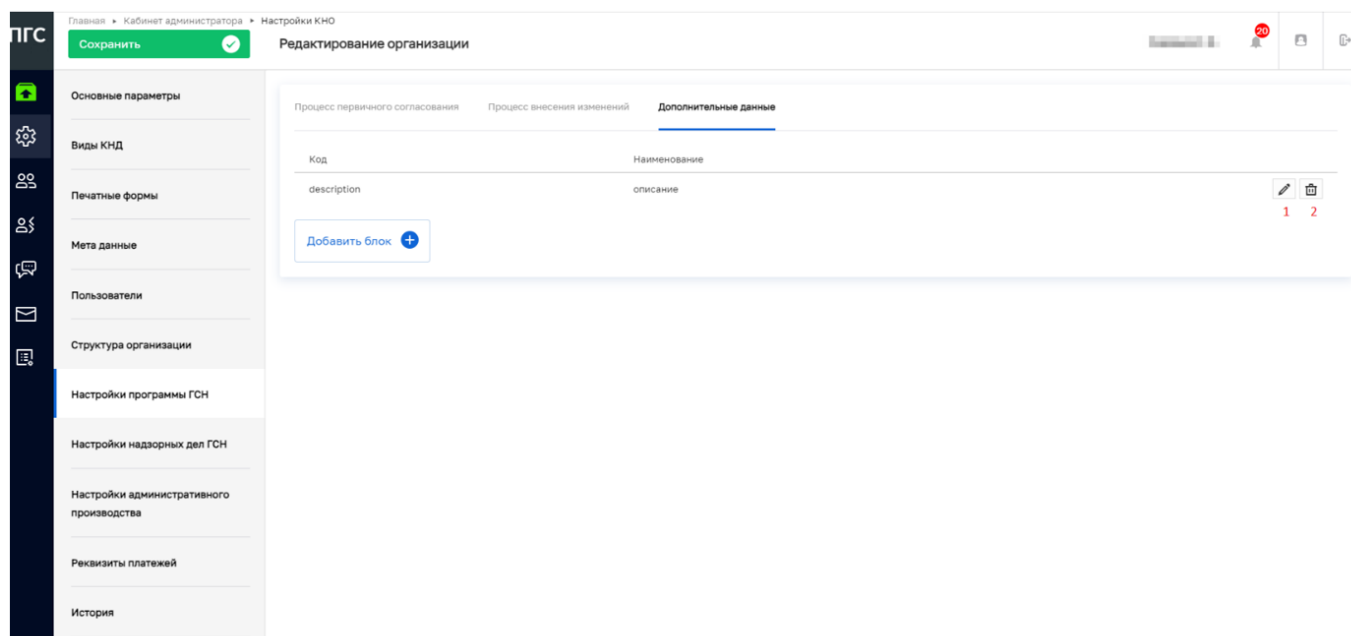 ПГС
Главная ▸ Кабинет администратора ▸ Настройки КНО
Сохранить
Редактирование организации
20
Основные параметры
Виды КНД
Печатные формы
Мета данные
Пользователи
Структура организации
Настройки программы ГСН
Настройки надзорных дел ГСН
Настройки административного
производства
Реквизиты платежей
История
Процесс первичного согласования Процесс внесения изменений Дополнительные данные
Код Наименование
description описание
1 2
Добавить блок